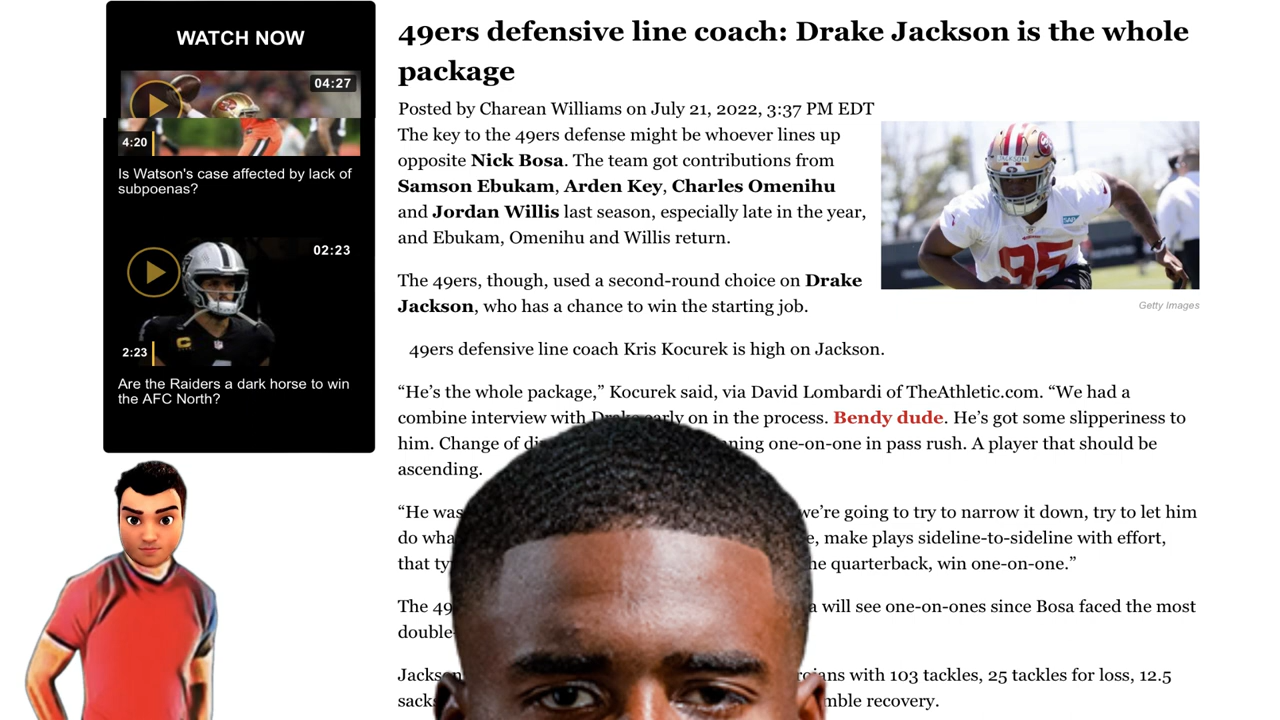 WATCH NOW
04:27
4:20
Is Watson's case affected by lack of
subpoenas?
02:23
2:23
Are the Raiders a dark horse to win
the AFC North?
49ers defensive line coach: Drake Jackson is the whole
package
Posted by Charean Williams on July 21, 2022, 3:37 PM EDT
The key to the 49ers defense might be whoever lines up
opposite Nick Bosa. The team got contributions from
Samson Ebukam, Arden Key, Charles Omenihu
and Jordan Willis last season, especially late in the year,
and Ebukam, Omenihu and Willis return.
JACKSON
SAP
95
Getty Images
The 49ers, though, used a second-round choice on Drake
Jackson, who has a chance to win the starting job.
49ers defensive line coach Kris Kocurek is high on Jackson.
“He’s the whole package,” Kocurek said, via David Lombardi of TheAthletic.com. “We had a
combine interview with Drake early on in the process. Bendy dude. He’s got some slipperiness to
him. Change of one-on-one in pass rush. A player that should be
ascending.
“He was we’re going to try to narrow it down, try to let him
do make plays sideline-to-sideline with effort,
that quarterback, win one-on-one.”
The will see one-on-ones since Bosa faced the most
Jackson with 103 tackles, 25 tackles for loss, 12.5
sacks recovery.